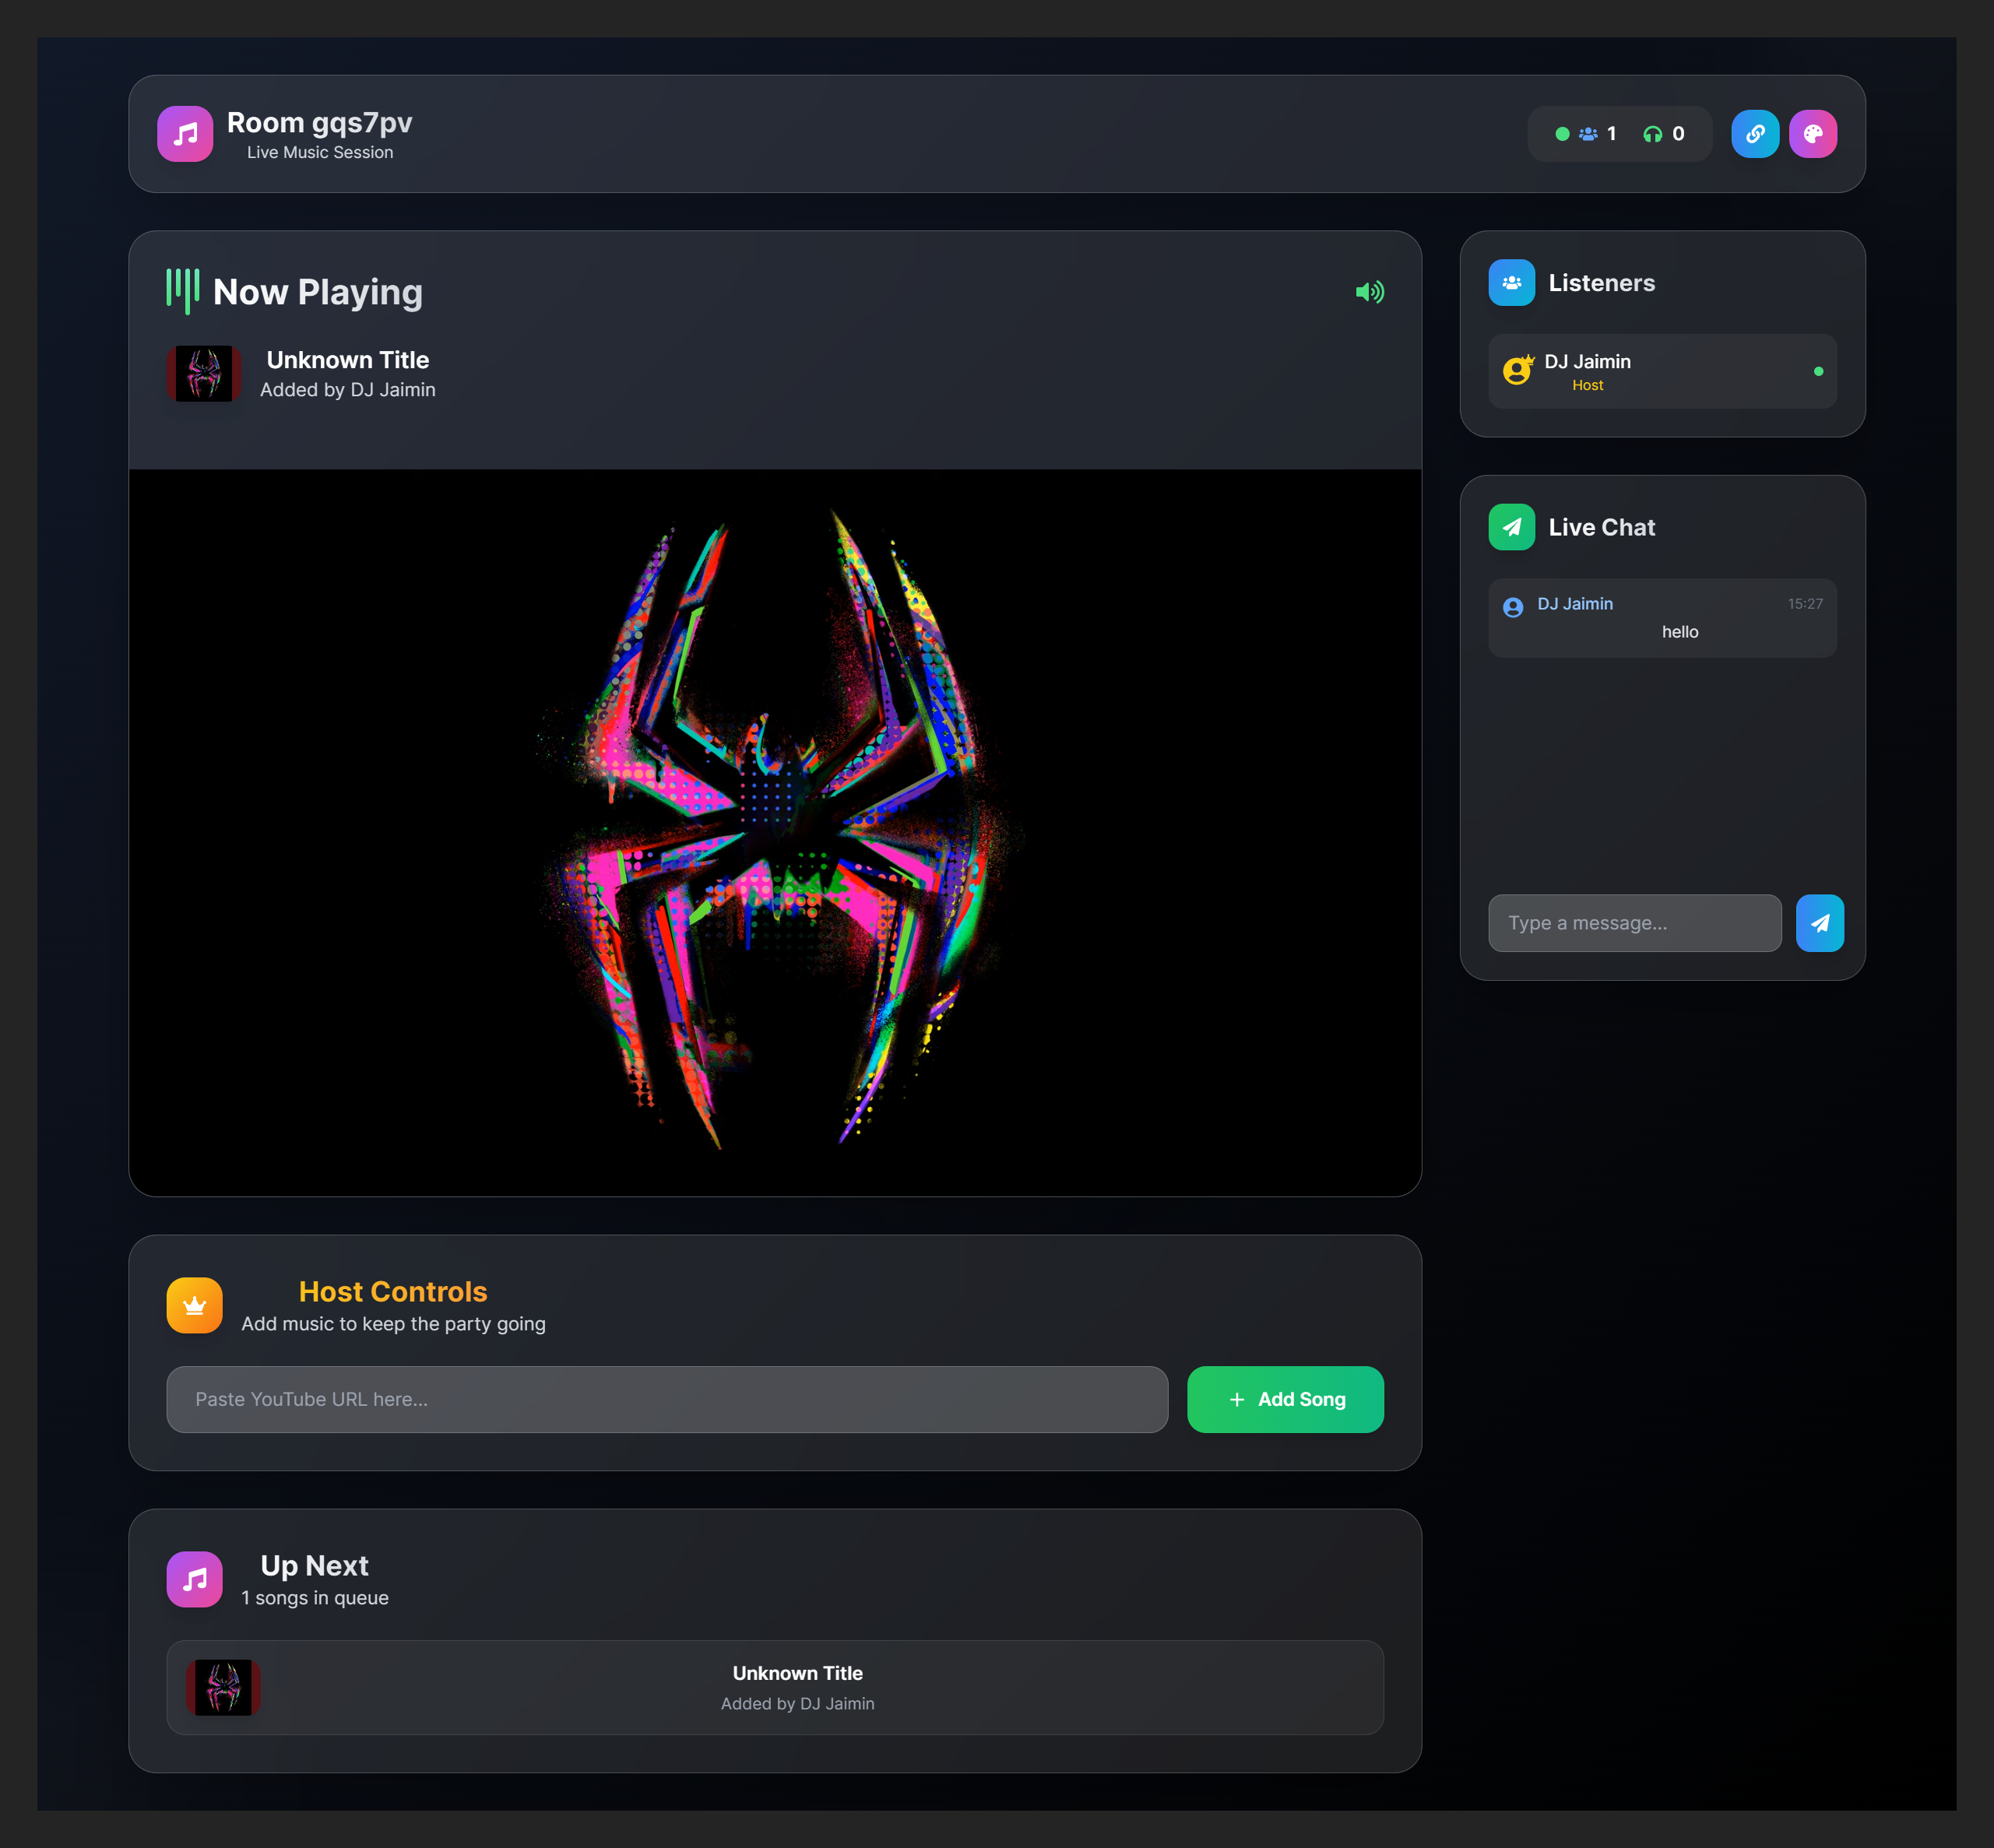 Room gqs7pv
Live Music Session
1
0
Now Playing
Unknown Title
Added by DJ Jaimin
Listeners
DJ Jaimin
Host
Live Chat
DJ Jaimin
15:27
hello
Type a message...
Host Controls
Add music to keep the party going
Paste YouTube URL here...
Add Song
Up Next
1 songs in queue
Unknown Title
Added by DJ Jaimin